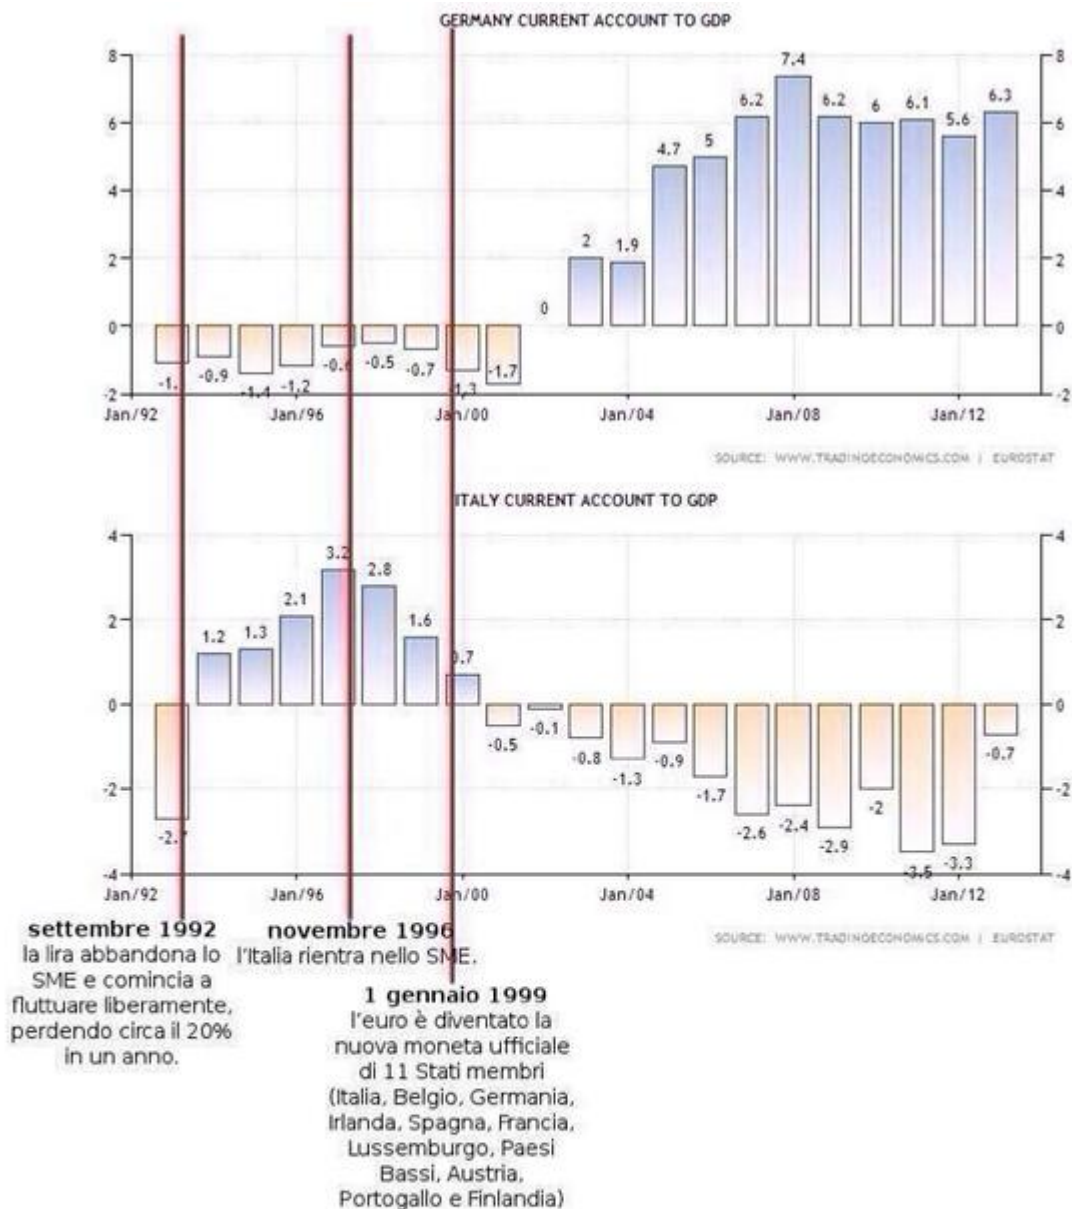 GERMANY CURRENT ACCOUNT TO GDP
8 8
7.4
6.2 6.2 6 6.1 5.6 6.3
6 6
4.7 5
4 4
2 1.9
2 2
0
0 0
-0.9 -1.4 -1.2 -0.6 -0.5 -0.7 -1.7
-2 -2
Jan/92 Jan/96 Jan/00 Jan/04 Jan/08 Jan/12
SOURCE: WWW.TRADINGECONOMICS.COM | EUROSTAT
ITALY CURRENT ACCOUNT TO GDP
4 4
3.2 2.8
2.1
2 2
1.2 1.3 1.6
0.7
0 0
-0.5 -0.1 -0.8 -1.3 -0.9 -1.7 -0.7
-2 -2
-2.7 -2.6 -2.4 -2.9 -2 -3.5 -3.3
-4 -4
Jan/92 Jan/96 Jan/00 Jan/04 Jan/08 Jan/12
SOURCE: WWW.TRADINGECONOMICS.COM | EUROSTAT
settembre 1992
la lira abbandona lo
SME e comincia a
fluttuare liberamente,
perdendo circa il 20%
in un anno.
novembre 1996
l'Italia rientra nello SME.
1 gennaio 1999
l'euro è diventato la
nuova moneta ufficiale
di 11 Stati membri
(Italia, Belgio, Germania,
Irlanda, Spagna, Francia,
Lussemburgo, Paesi
Bassi, Austria,
Portogallo e Finlandia)